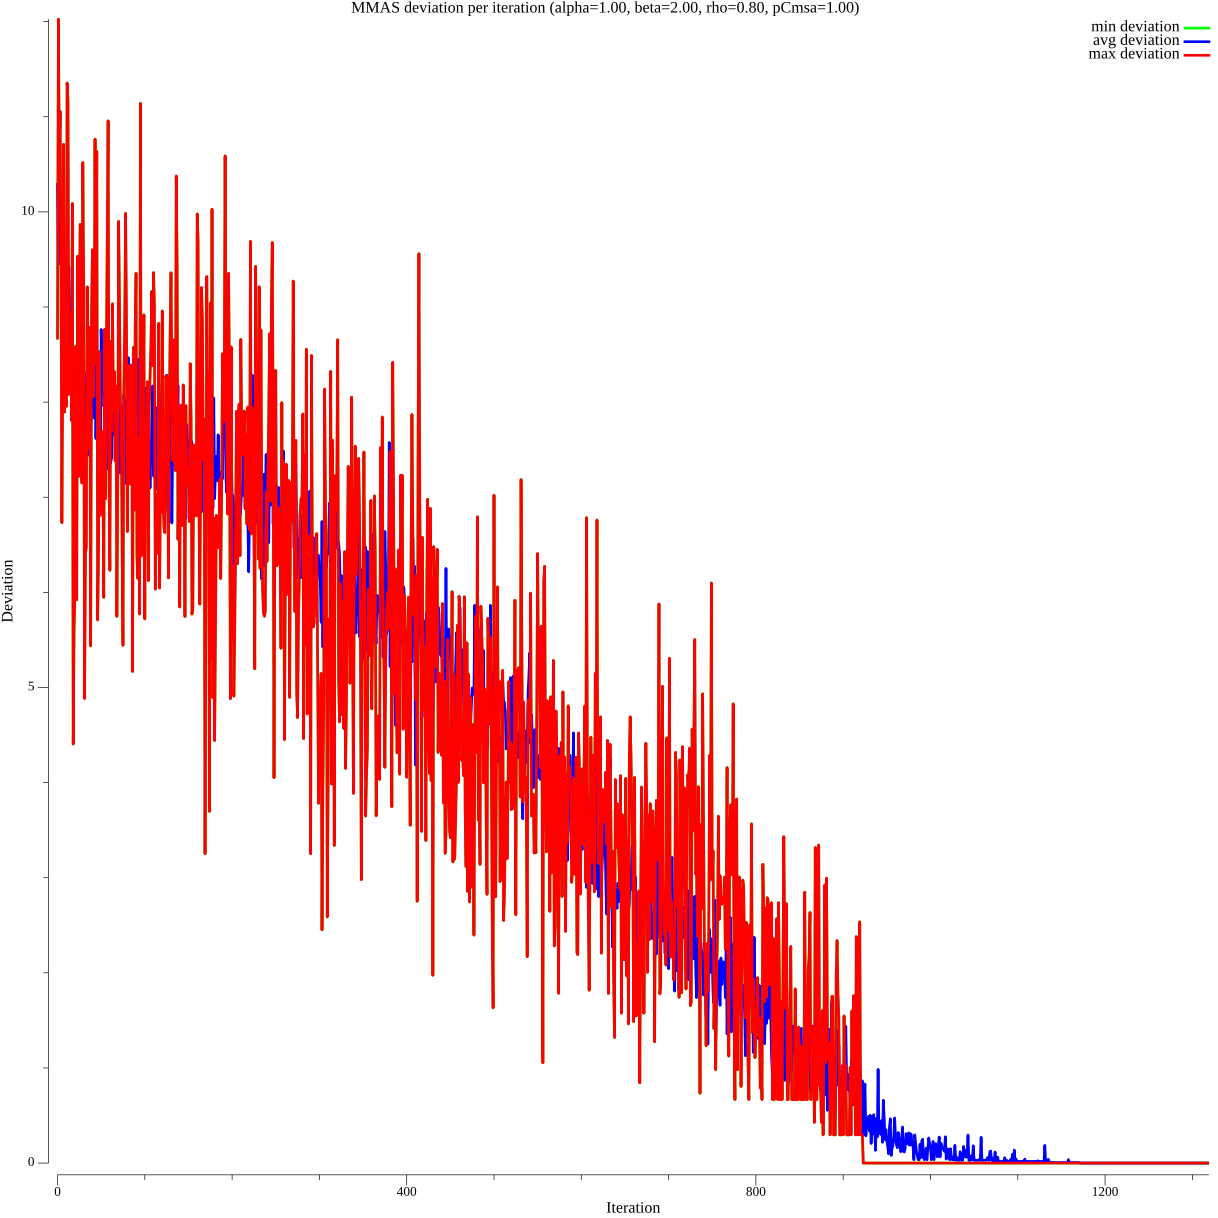 MMAS deviation per iteration (alpha=1.00, beta=2.00, rho=0.80, pCmsa=1.00)
min deviation
avg deviation
max deviation
10
5
0
Deviation
0 400 800 1200
Iteration